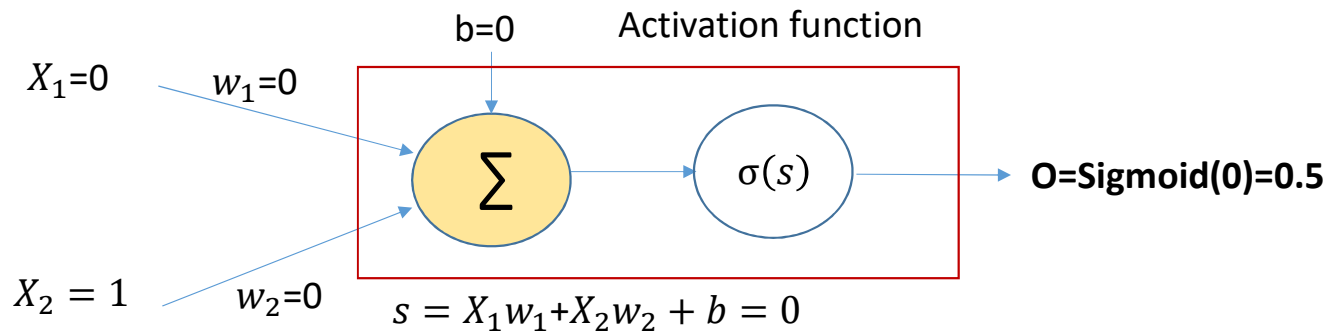 b=0
Activation function
X₁=0
w₁=0
Σ
σ(s)
O=Sigmoid(0)=0.5
X₂ = 1
w₂=0
s = X₁w₁+X₂w₂ + b = 0